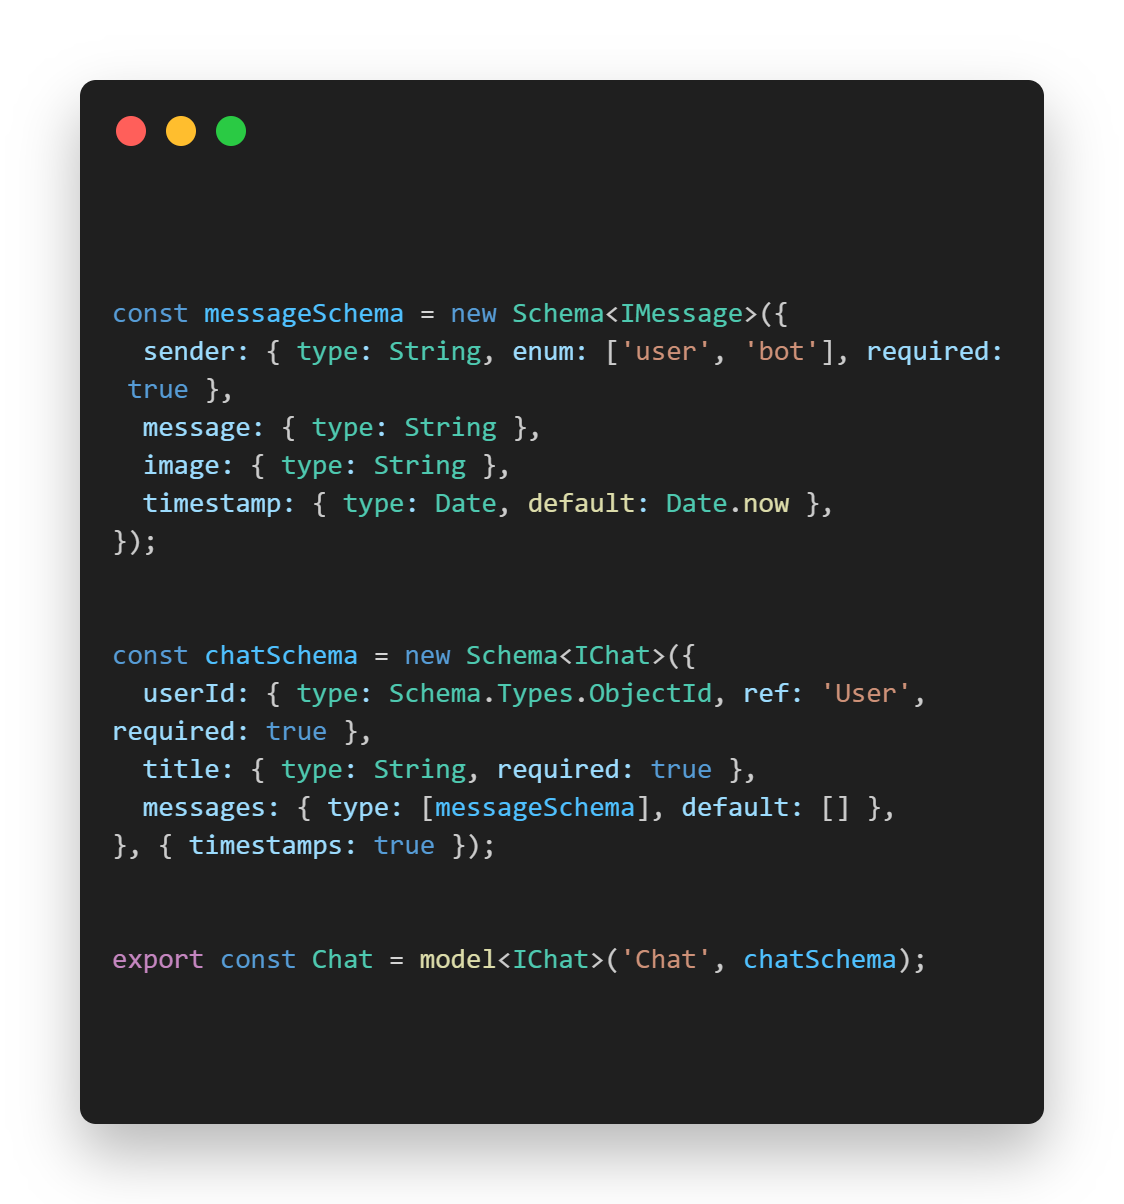 const messageSchema = new Schema<IMessage>({
  sender: { type: String, enum: ['user', 'bot'], required:
 true },
  message: { type: String },
  image: { type: String },
  timestamp: { type: Date, default: Date.now },
});
const chatSchema = new Schema<IChat>({
  userId: { type: Schema.Types.ObjectId, ref: 'User',
required: true },
  title: { type: String, required: true },
  messages: { type: [messageSchema], default: [] },
}, { timestamps: true });
export const Chat = model<IChat>('Chat', chatSchema);